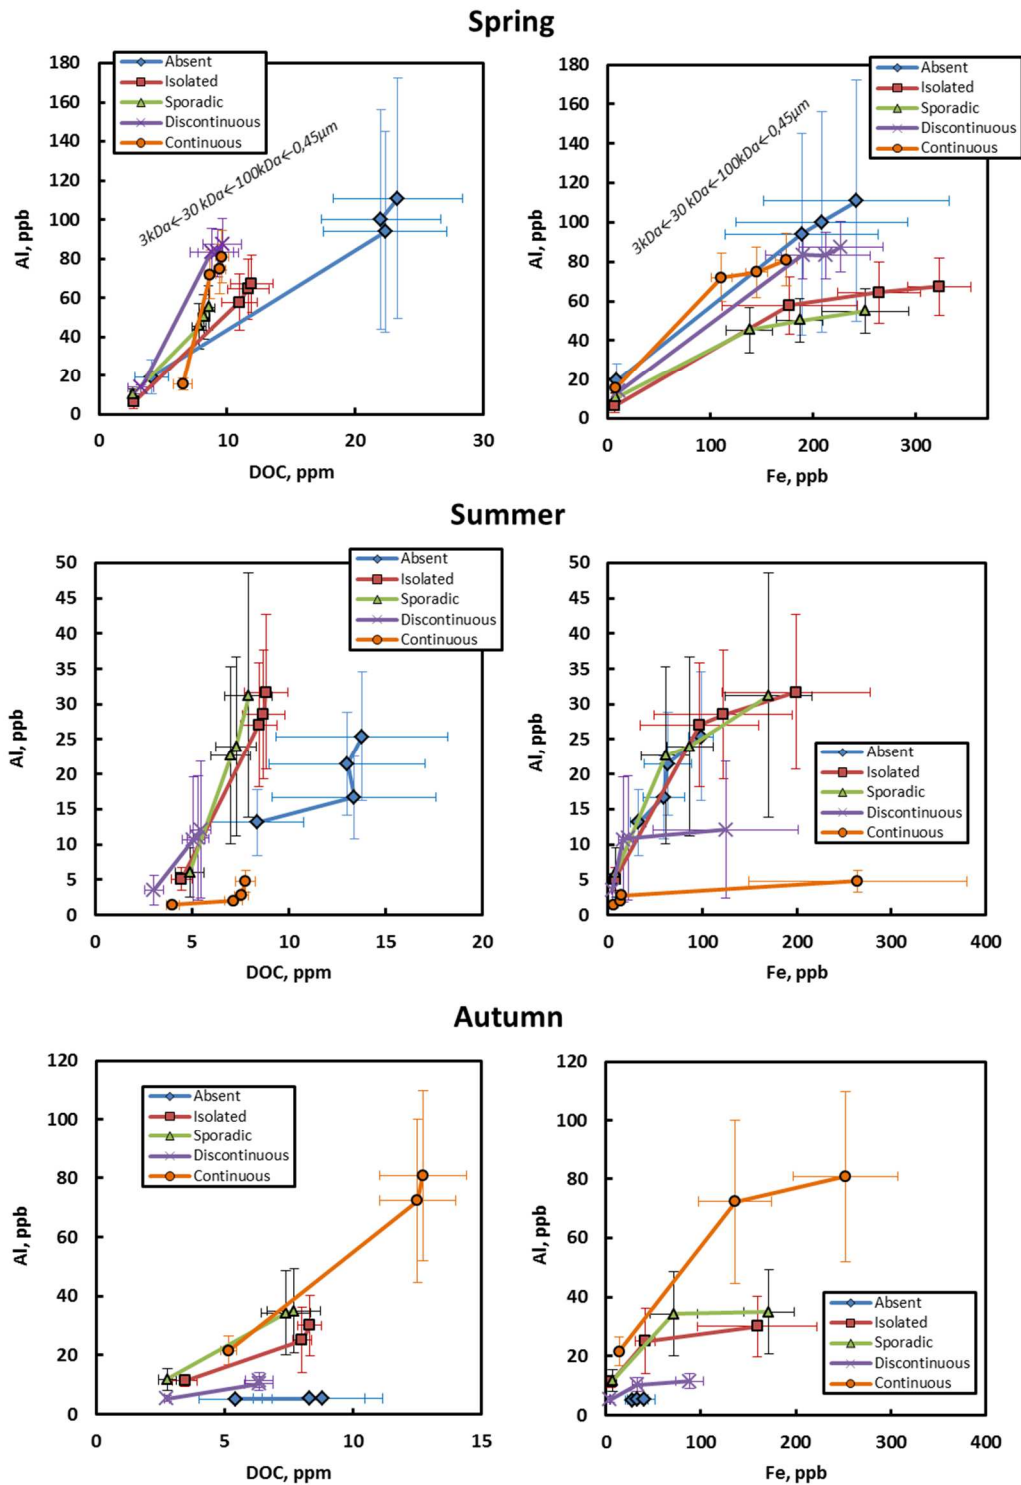 Spring
Absent
Isolated
Sporadic
Discontinuous
Continuous
3kDa←30 kDa←100kDa←0,45µm
Al, ppb
180
160
140
120
100
80
60
40
20
0
0 10 20 30
DOC, ppm
Absent
Isolated
Sporadic
Discontinuous
Continuous
3kDa←30 kDa←100kDa←0,45µm
Al, ppb
180
160
140
120
100
80
60
40
20
0
0 100 200 300
Fe, ppb
Summer
Absent
Isolated
Sporadic
Discontinuous
Continuous
Al, ppb
50
45
40
35
30
25
20
15
10
5
0
0 5 10 15 20
DOC, ppm
Al, ppb
50
45
40
35
30
25
20
15
10
5
0
Absent
Isolated
Sporadic
Discontinuous
Continuous
0 100 200 300 400
Fe, ppb
Autumn
Absent
Isolated
Sporadic
Discontinuous
Continuous
Al, ppb
120
100
80
60
40
20
0
0 5 10 15
DOC, ppm
Al, ppb
120
100
80
60
40
20
0
Absent
Isolated
Sporadic
Discontinuous
Continuous
0 100 200 300 400
Fe, ppb